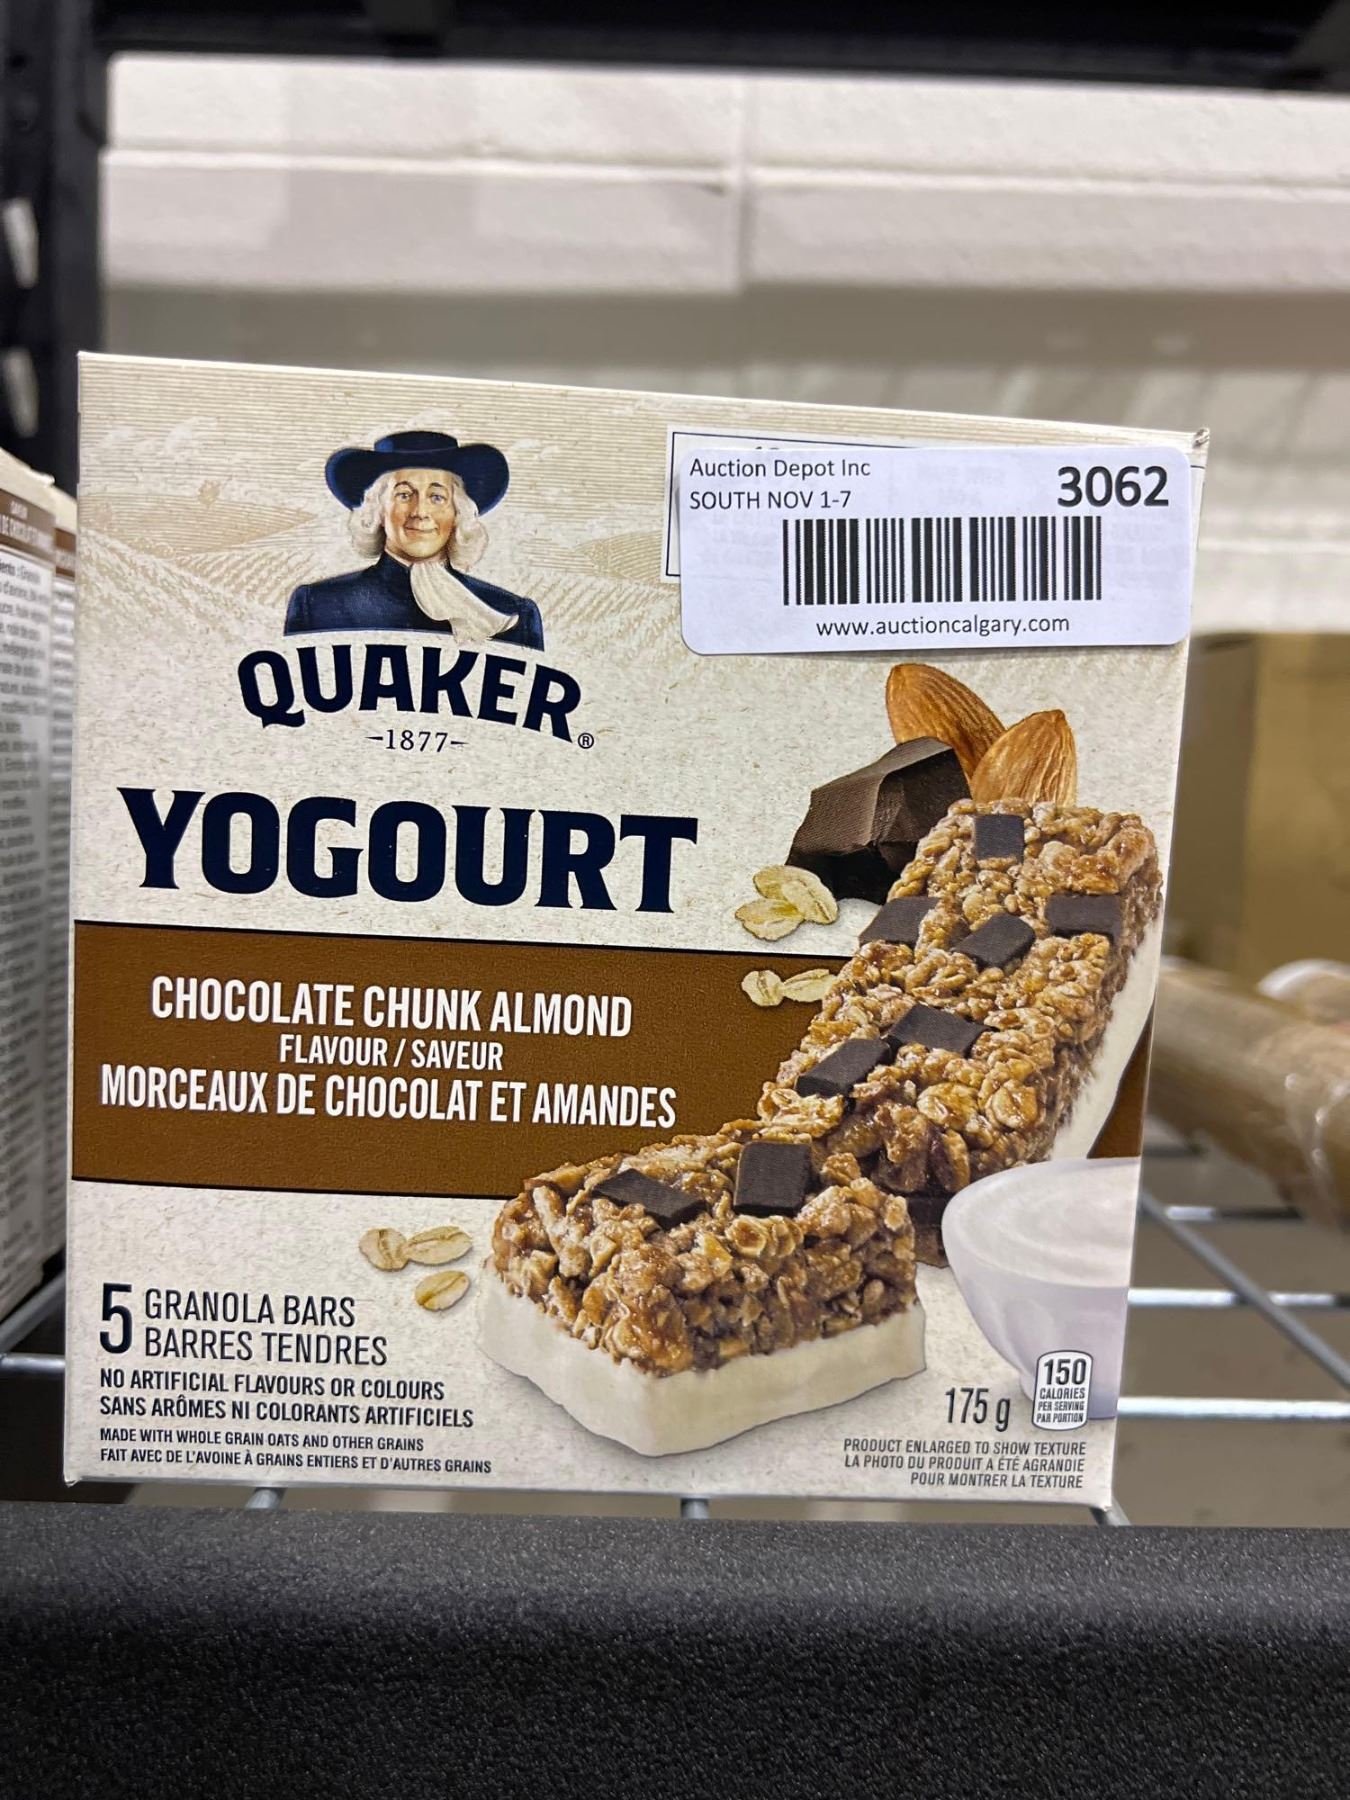 Auction Depot Inc
3062
SOUTH NOV 1-7
www.auctioncalgary.com
QUAKER®
-1877-
YOGOURT
CHOCOLATE CHUNK ALMOND
FLAVOUR / SAVEUR
MORCEAUX DE CHOCOLAT ET AMANDES
5 GRANOLA BARS
BARRES TENDRES
NO ARTIFICIAL FLAVOURS OR COLOURS
SANS ARÔMES NI COLORANTS ARTIFICIELS
MADE WITH WHOLE GRAIN OATS AND OTHER GRAINS
FAIT AVEC DE L'AVOINE À GRAINS ENTIERS ET D'AUTRES GRAINS
175 g
150
CALORIES
PER SERVING
PAR PORTION
PRODUCT ENLARGED TO SHOW TEXTURE
LA PHOTO DU PRODUIT A ÉTÉ AGRANDIE
POUR MONTRER LA TEXTURE